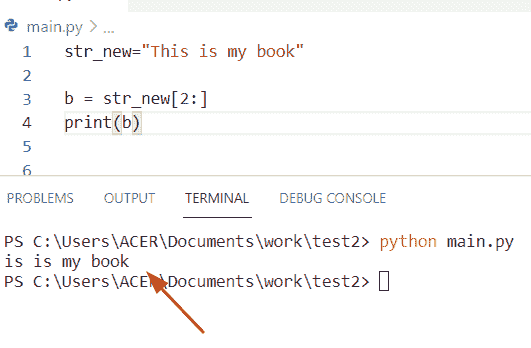 main.py > ...
1 str_new="This is my book"
2
3 b = str_new[2:]
4 print(b)
5
6
PROBLEMS OUTPUT TERMINAL DEBUG CONSOLE
PS C:\Users\ACER\Documents\work\test2> python main.py
is is my book
PS C:\Users\ACER\Documents\work\test2>